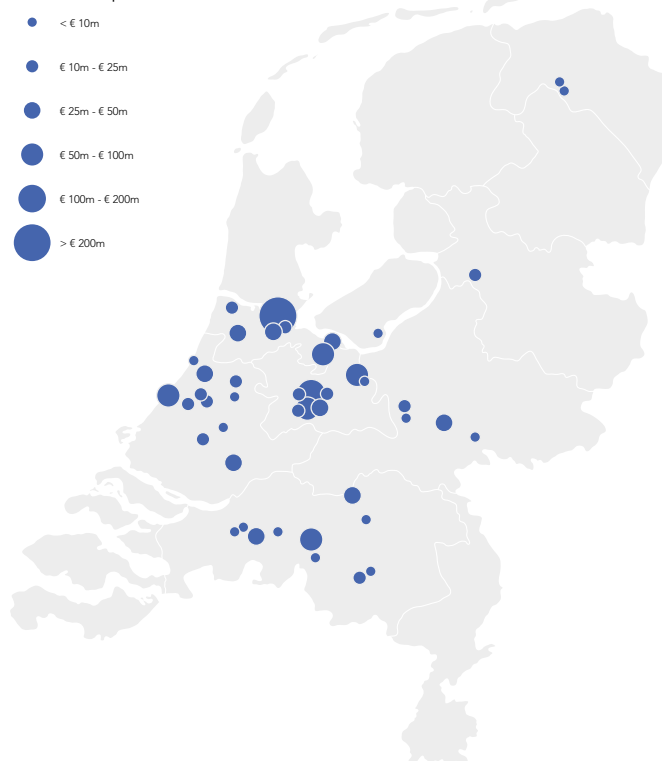 < € 10m
€ 10m - € 25m
€ 25m - € 50m
€ 50m - € 100m
€ 100m - € 200m
> € 200m